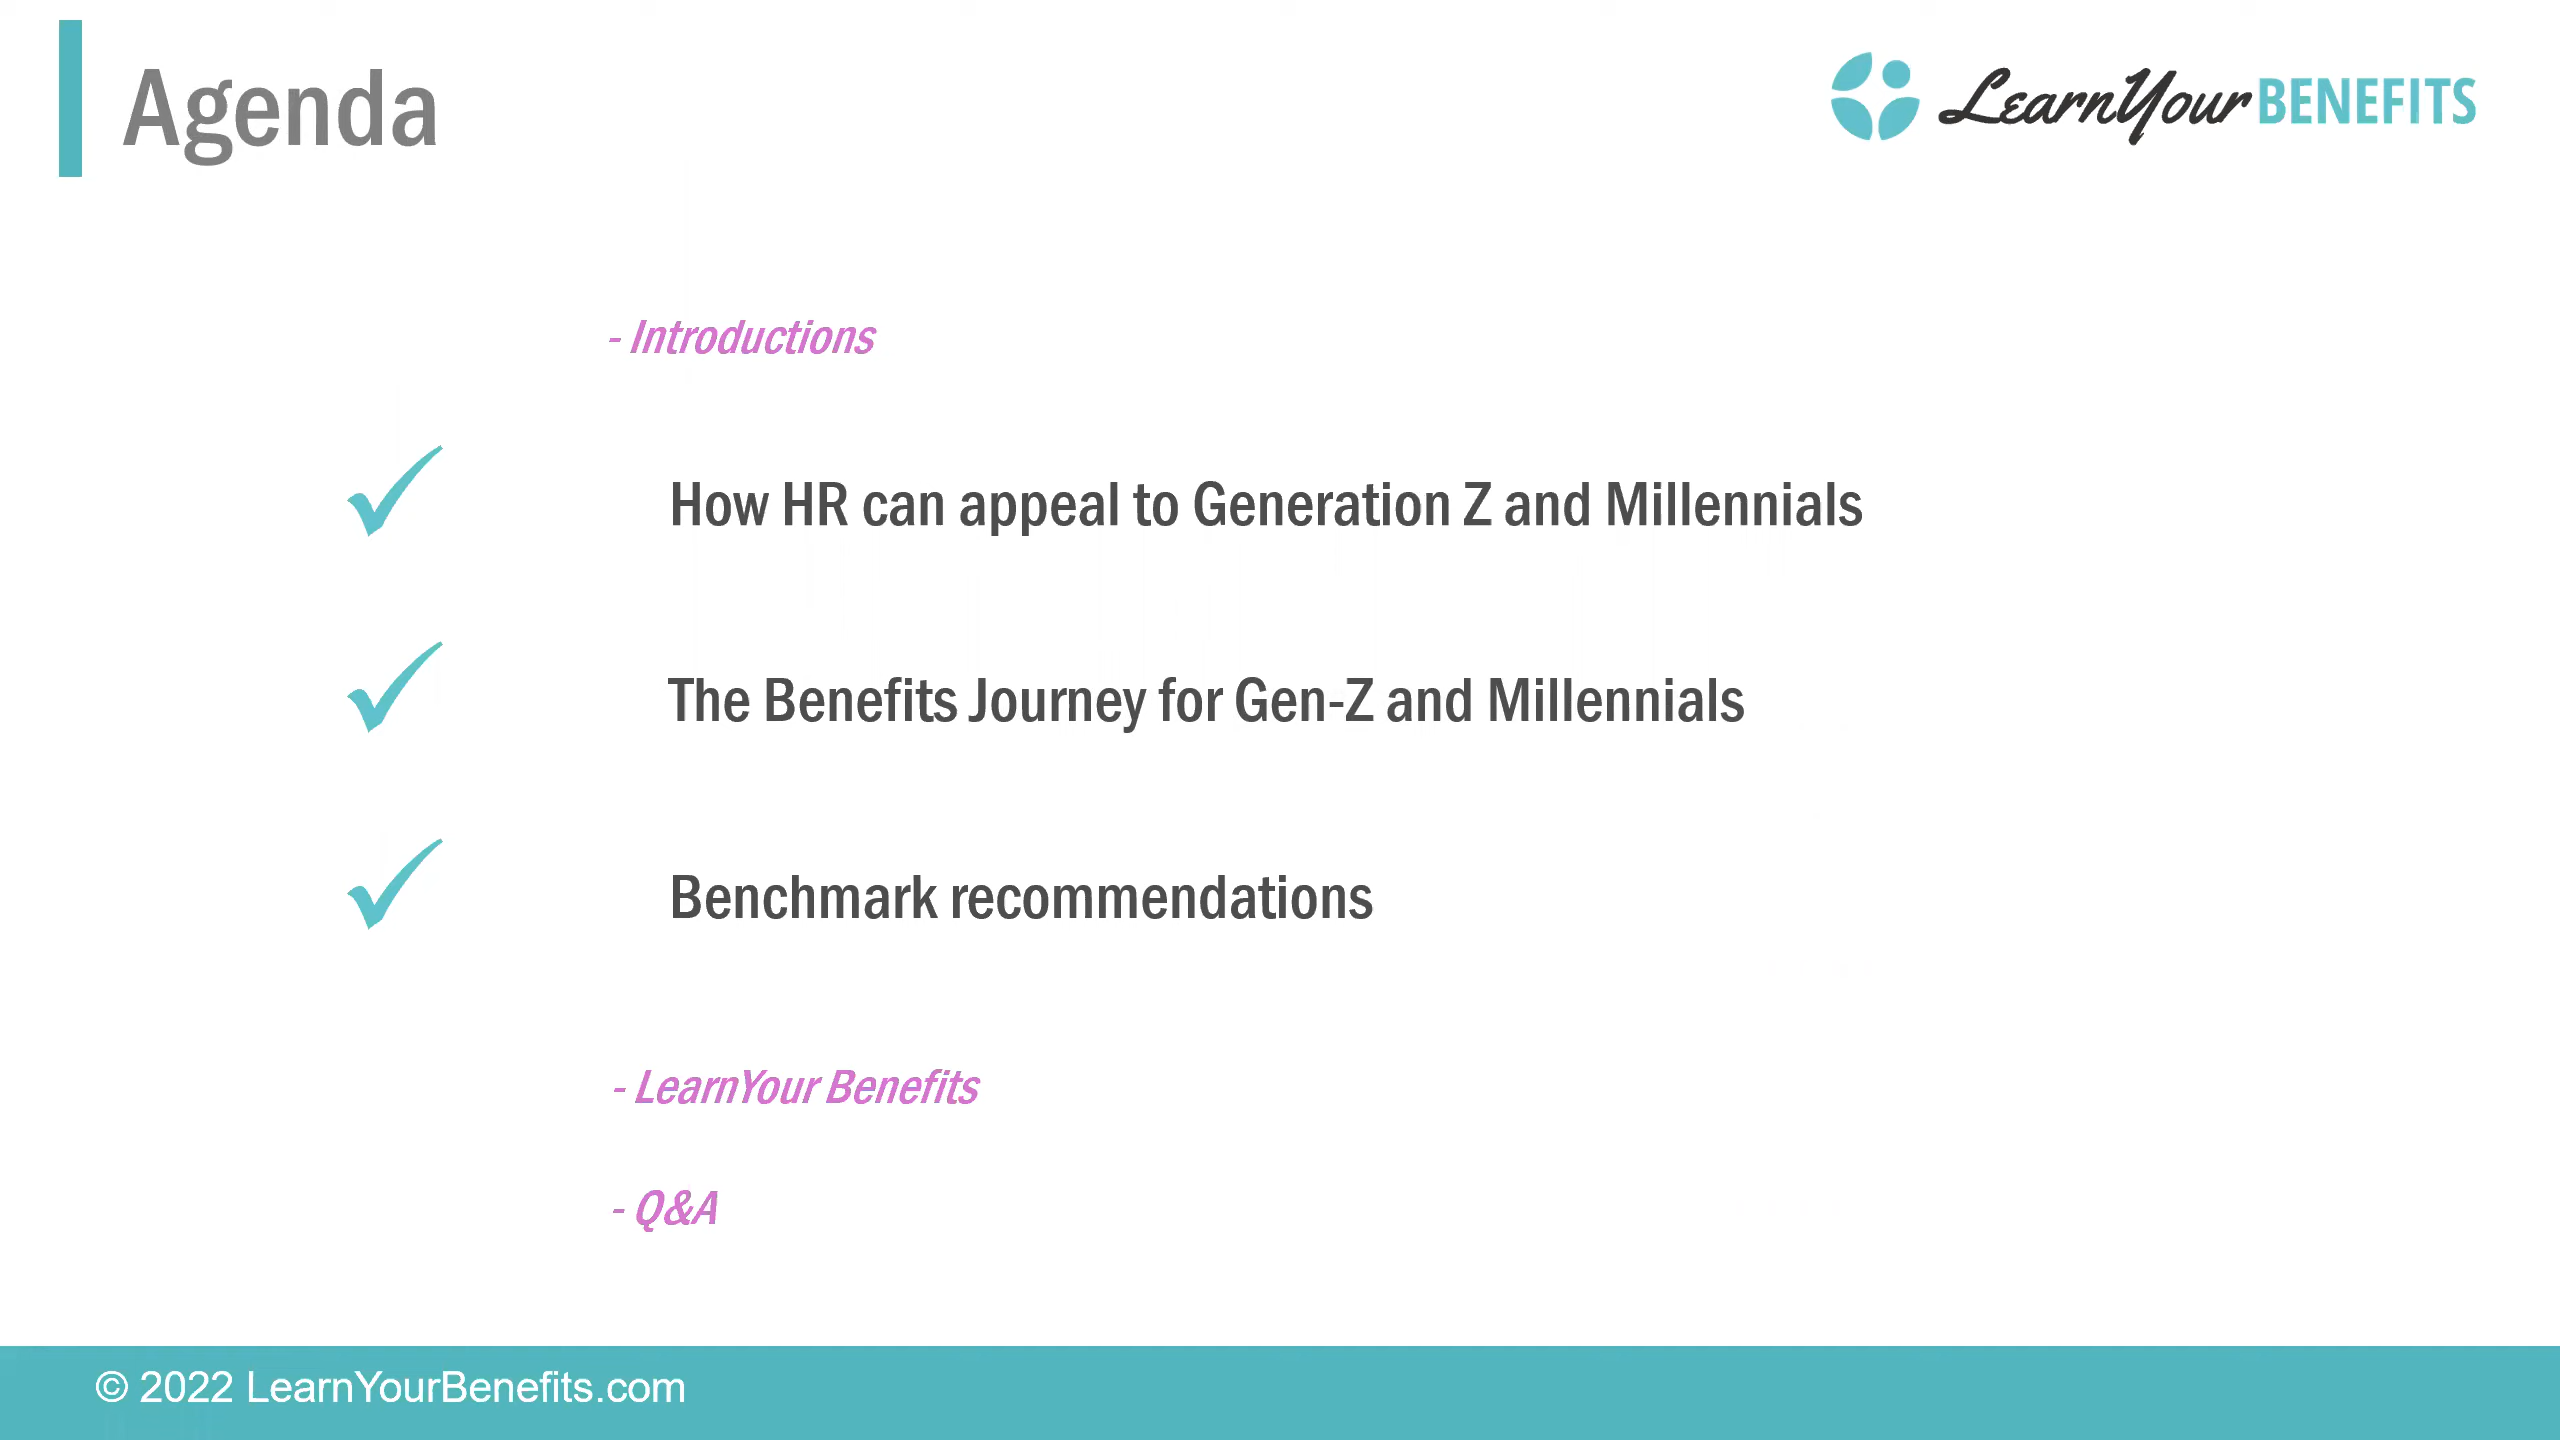 Agenda
LearnYourBENEFITS
- Introductions
How HR can appeal to Generation Z and Millennials
The Benefits Journey for Gen-Z and Millennials
Benchmark recommendations
- LearnYour Benefits
- Q&A
© 2022 LearnYourBenefits.com